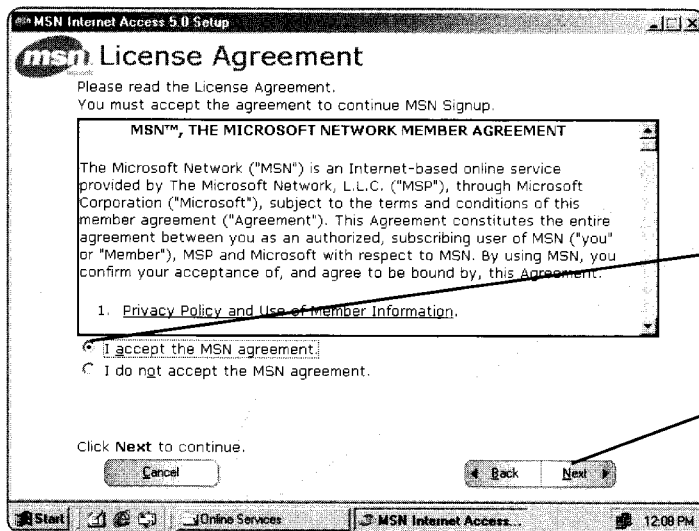 MSN Internet Access 5.0 Setup
msn License Agreement
Please read the License Agreement.
You must accept the agreement to continue MSN Signup.
MSN™, THE MICROSOFT NETWORK MEMBER AGREEMENT
The Microsoft Network ("MSN") is an Internet-based online service
provided by The Microsoft Network, L.L.C. ("MSP"), through Microsoft
Corporation ("Microsoft"), subject to the terms and conditions of this
member agreement ("Agreement"). This Agreement constitutes the entire
agreement between you as an authorized, subscribing user of MSN ("you"
or "Member"), MSP and Microsoft with respect to MSN. By using MSN, you
confirm your acceptance of, and agree to be bound by, this Agreement.
1. Privacy Policy and Use of Member Information.
I accept the MSN agreement.
I do not accept the MSN agreement.
Click Next to continue.
Cancel
Back Next
Start Online Services MSN Internet Access... 12:08 PM